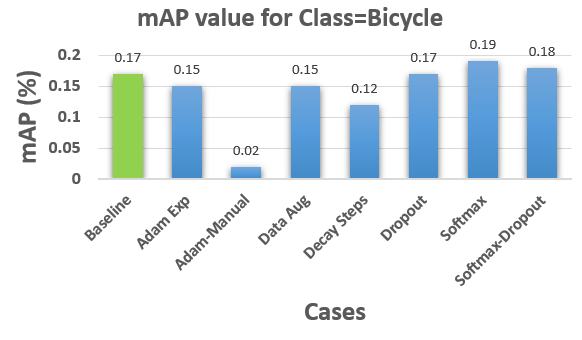 mAP value for Class=Bicycle
mAP (%)
0.2
0.15
0.1
0.05
0
0.17
0.15
0.02
0.15
0.12
0.17
0.19
0.18
Baseline
Adam Exp
Adam-Manual
Data Aug
Decay Steps
Dropout
Softmax
Softmax-Dropout
Cases